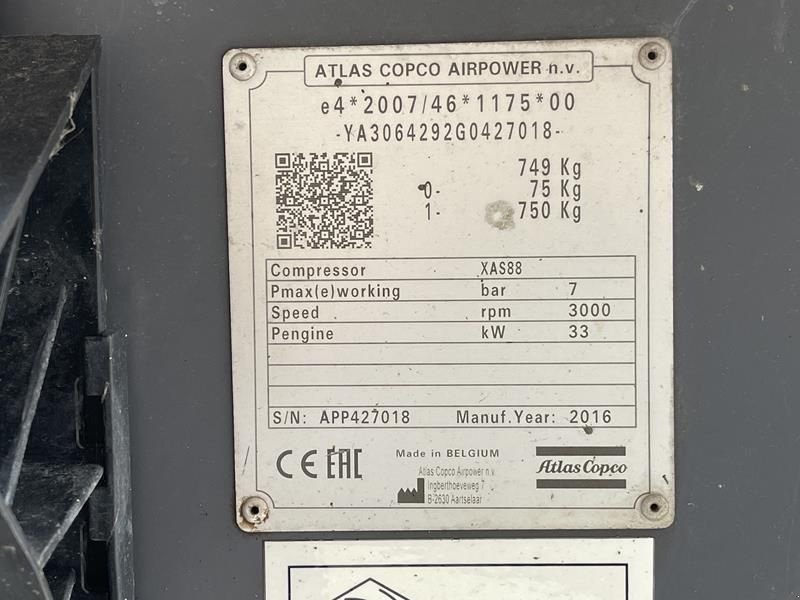 ATLAS COPCO AIRPOWER n.v.
e4*2007/46*1175*00
-YA3064292G0427018-
749 Kg
0- 75 Kg
1- 750 Kg
Compressor XAS88
Pmax(e)working bar 7
Speed rpm 3000
Pengine kW 33
S/N: APP427018 Manuf.Year: 2016
CE EAC
Made in BELGIUM
Atlas Copco Airpower n.v.
Ingberthoeveweg 7
B-2630 Aartselaar
Atlas Copco